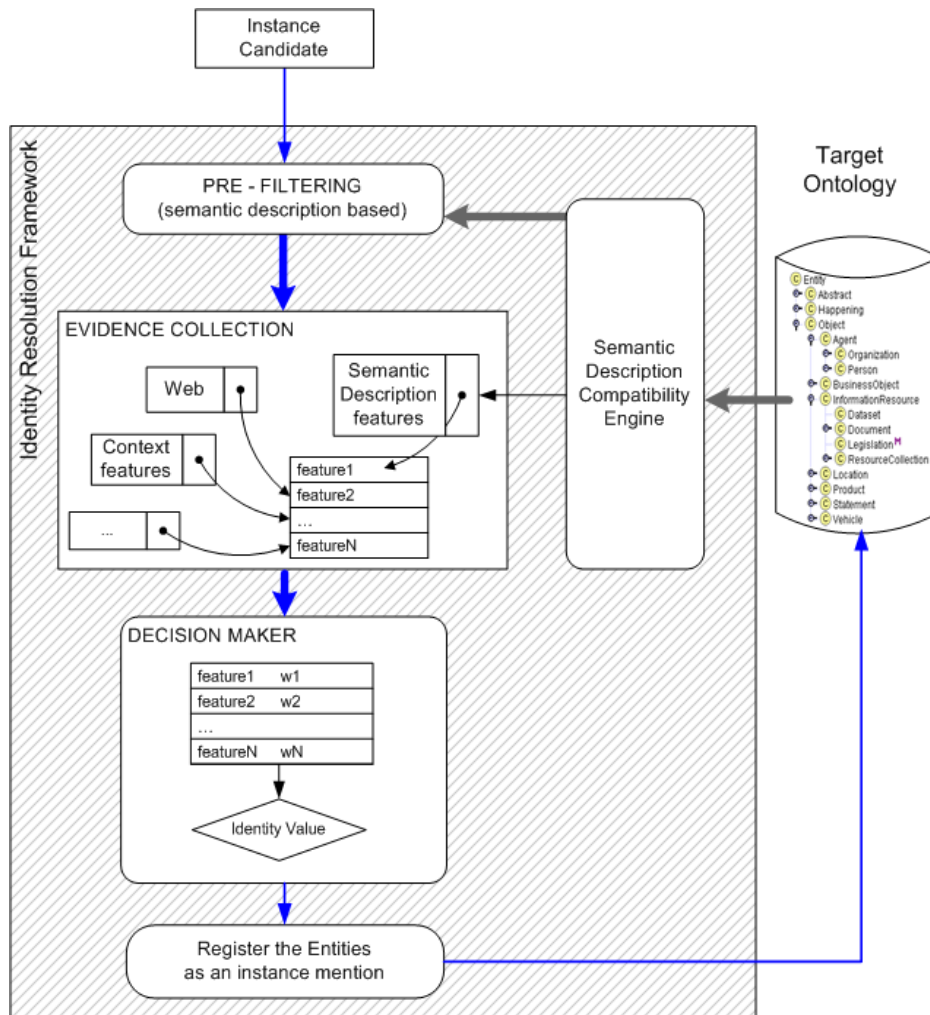 Instance
Candidate
Identity Resolution Framework
PRE - FILTERING
(semantic description based)
Target
Ontology
EVIDENCE COLLECTION
Web
Semantic
Description
features
Context
features
...
feature1
feature2
...
featureN
Semantic
Description
Compatibility
Engine
C Entity
C Abstract
C Happening
C Object
C Agent
C Organization
C Person
C BusinessObject
C InformationResource
C Dataset
C Document
C Legislation M
C ResourceCollection
C Location
C Product
C Statement
C Vehicle
DECISION MAKER
feature1 w1
feature2 w2
...
featureN wN
Identity Value
Register the Entities
as an instance mention